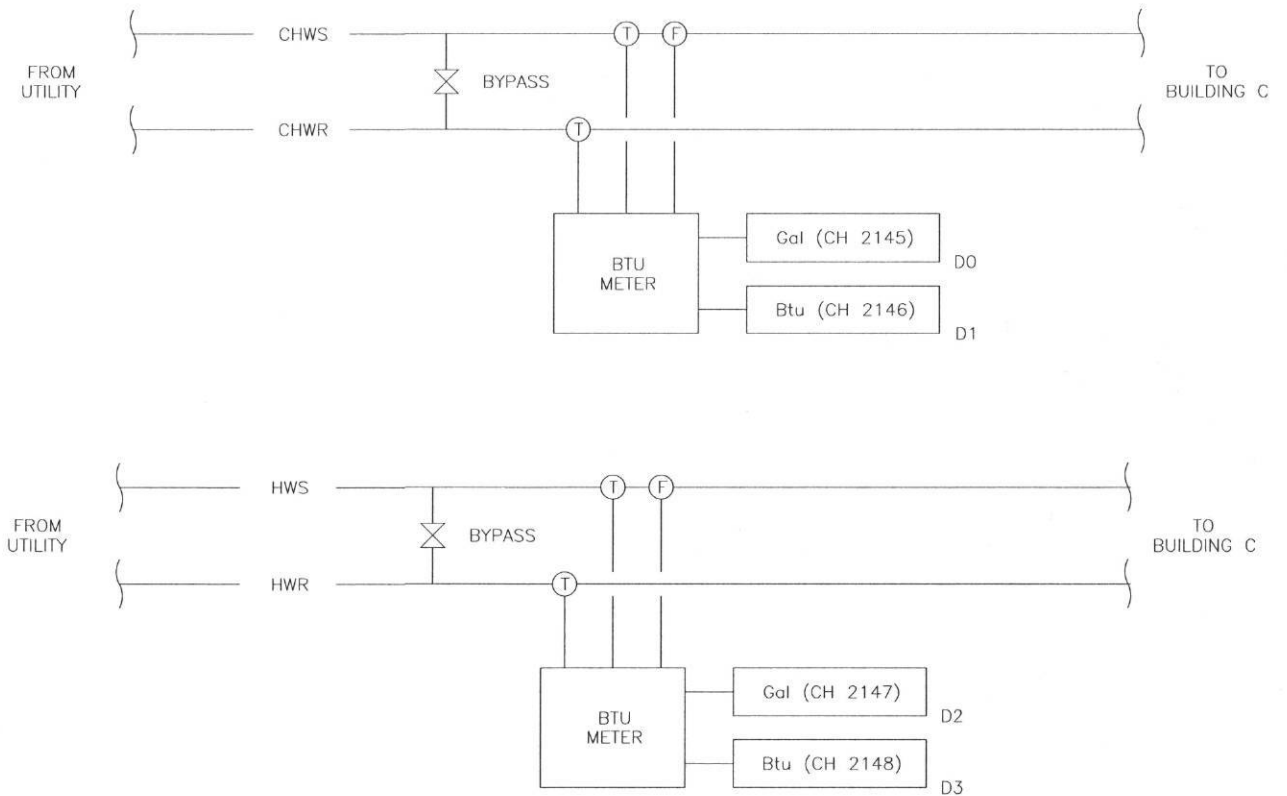 CHWS
T
F
FROM
UTILITY
BYPASS
TO
BUILDING C
CHWR
T
BTU
METER
Gal (CH 2145)
D0
Btu (CH 2146)
D1
HWS
T
F
FROM
UTILITY
BYPASS
TO
BUILDING C
HWR
T
BTU
METER
Gal (CH 2147)
D2
Btu (CH 2148)
D3